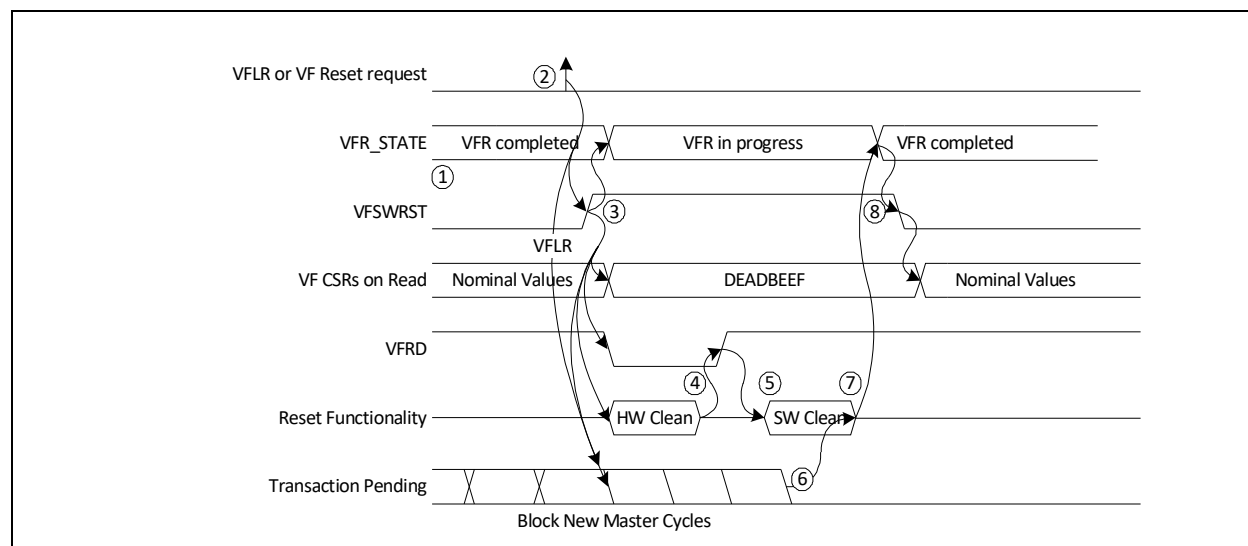 VFLR or VF Reset request
②
VFR_STATE
VFR completed
VFR in progress
VFR completed
①
VFSWRST
③
⑧
VFLR
VF CSRs on Read
Nominal Values
DEADBEEF
Nominal Values
VFRD
④
⑤
⑦
Reset Functionality
HW Clean
SW Clean
⑥
Transaction Pending
Block New Master Cycles